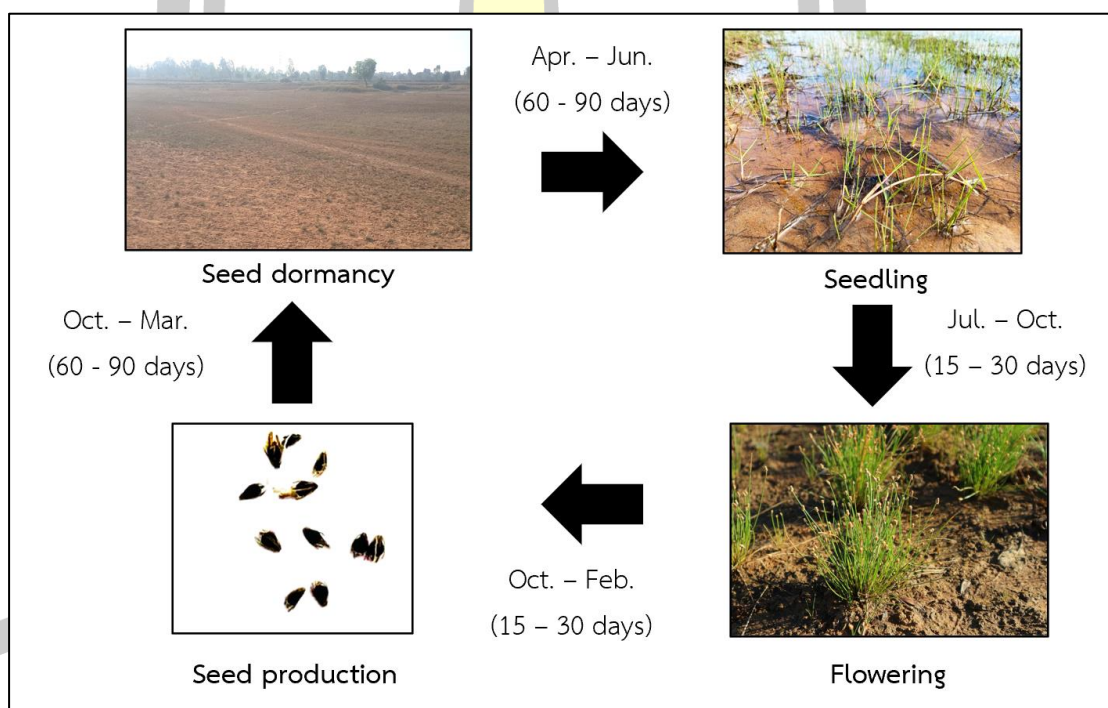 Apr. – Jun.
(60 - 90 days)
Seed dormancy
Seedling
Oct. – Mar.
(60 - 90 days)
Jul. – Oct.
(15 – 30 days)
Oct. – Feb.
(15 – 30 days)
Seed production
Flowering